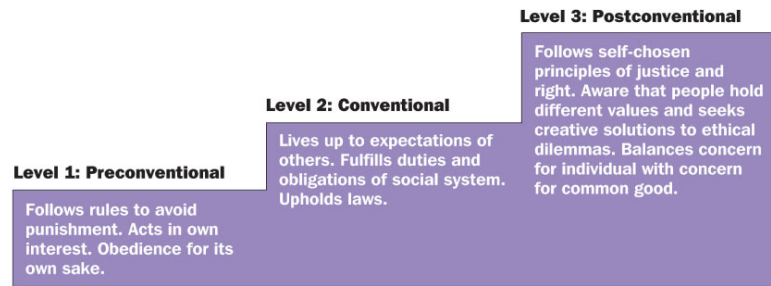 Level 3: Postconventional
Follows self-chosen
principles of justice and
right. Aware that people hold
different values and seeks
creative solutions to ethical
dilemmas. Balances concern
for individual with concern
for common good.
Level 2: Conventional
Lives up to expectations of
others. Fulfills duties and
obligations of social system.
Upholds laws.
Level 1: Preconventional
Follows rules to avoid
punishment. Acts in own
interest. Obedience for its
own sake.